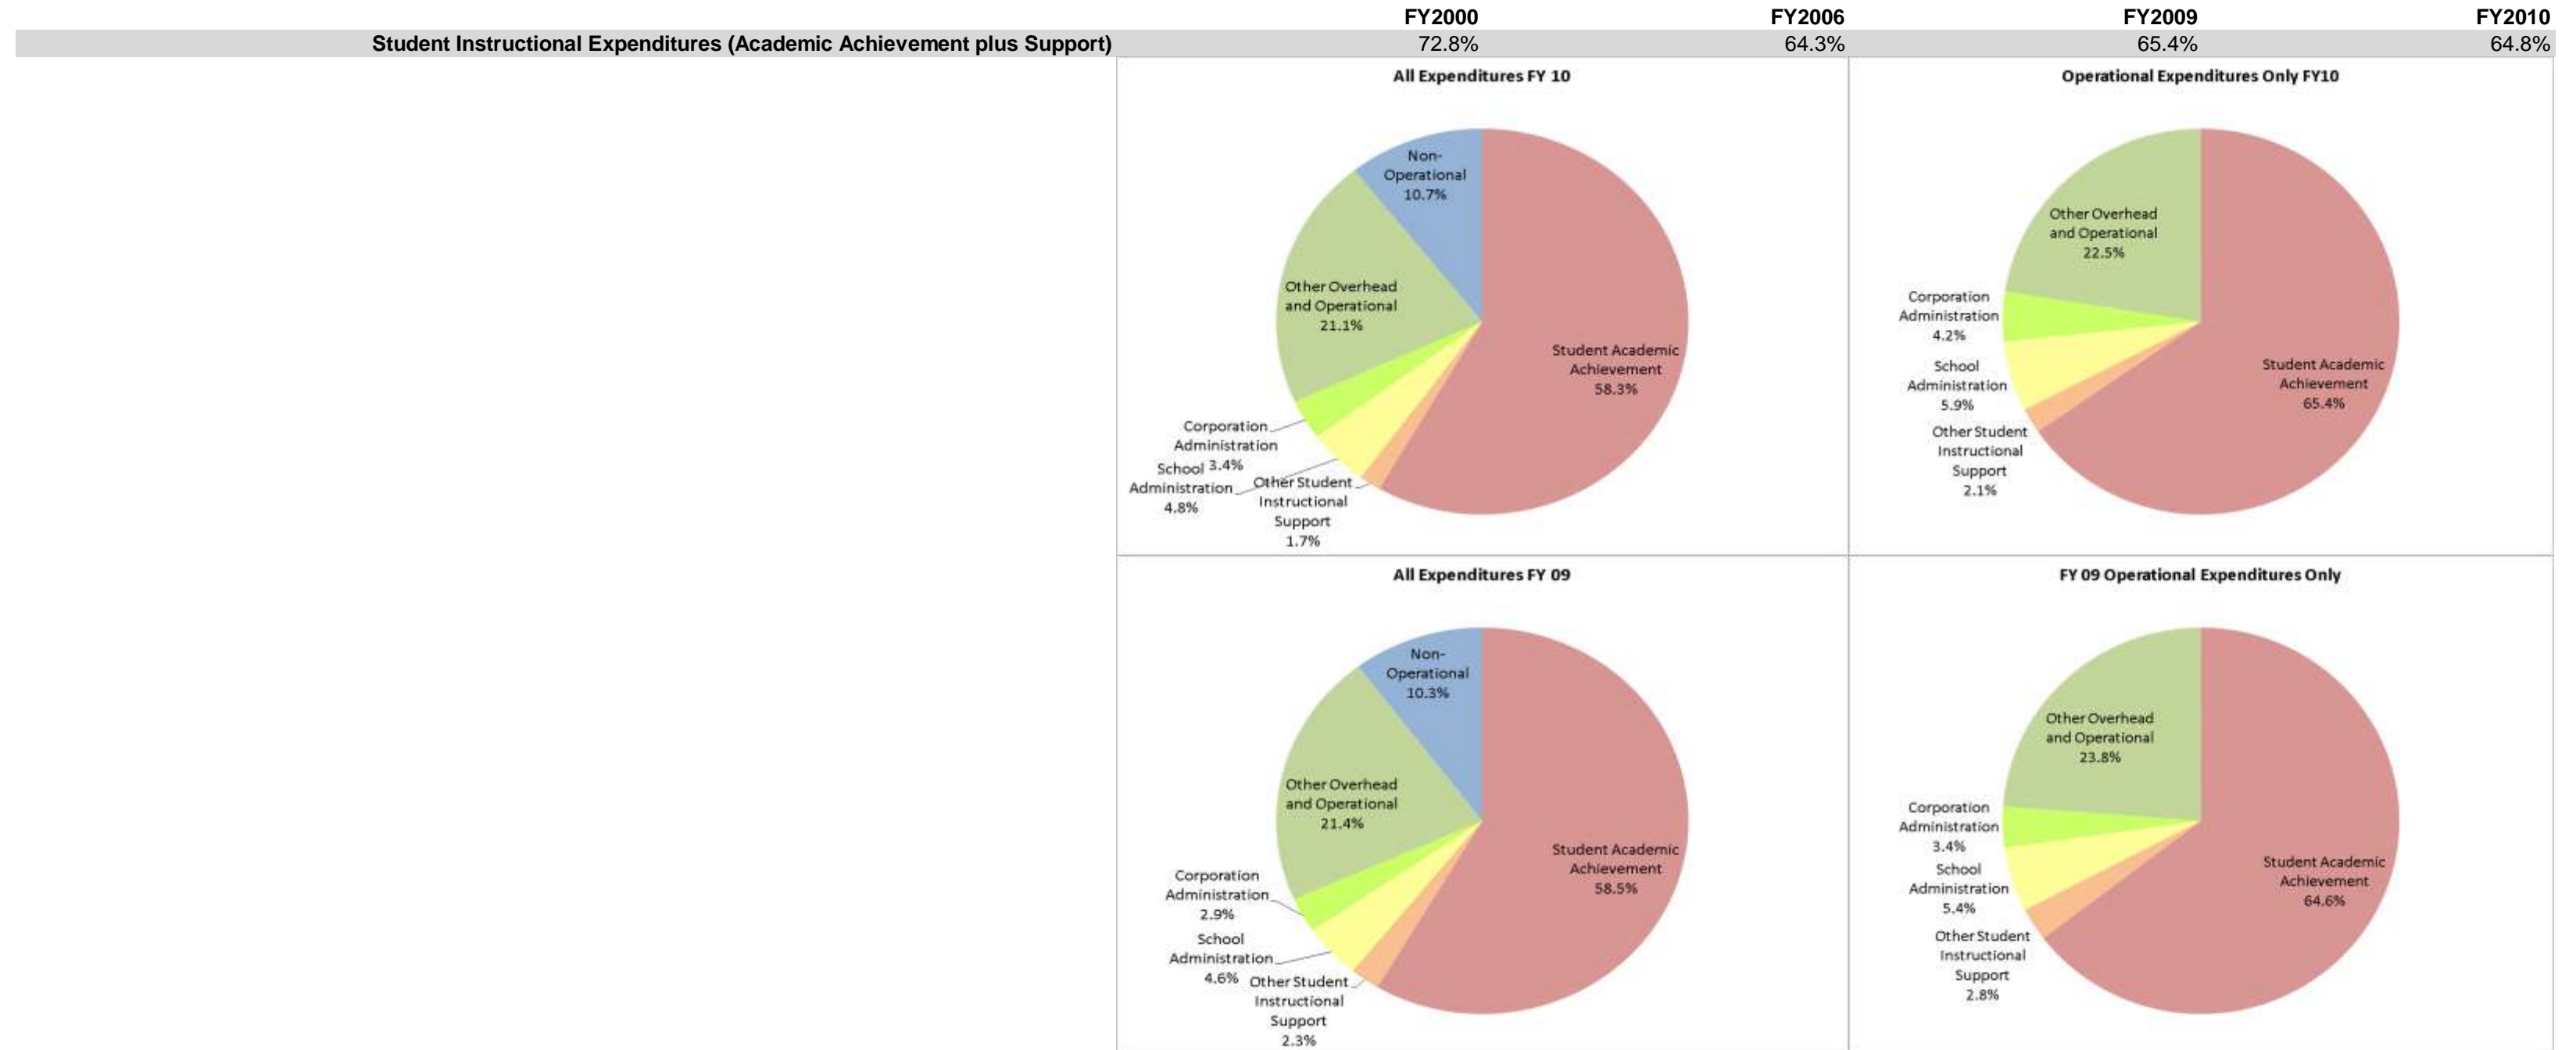 FY2000 FY2006 FY2009 FY2010
Student Instructional Expenditures (Academic Achievement plus Support) 72.8% 64.3% 65.4% 64.8%
All Expenditures FY 10
Non-
Operational
10.7%
Other Overhead
and Operational
21.1%
Student Academic
Achievement
58.3%
Corporation
Administration
3.4%
School
Administration
4.8%
Other Student
Instructional
Support
1.7%
Operational Expenditures Only FY10
Other Overhead
and Operational
22.5%
Corporation
Administration
4.2%
School
Administration
5.9%
Student Academic
Achievement
65.4%
Other Student
Instructional
Support
2.1%
All Expenditures FY 09
Non-
Operational
10.3%
Other Overhead
and Operational
21.4%
Student Academic
Achievement
58.5%
Corporation
Administration
2.9%
School
Administration
4.6%
Other Student
Instructional
Support
2.3%
FY 09 Operational Expenditures Only
Other Overhead
and Operational
23.8%
Corporation
Administration
3.4%
School
Administration
5.4%
Student Academic
Achievement
64.6%
Other Student
Instructional
Support
2.8%